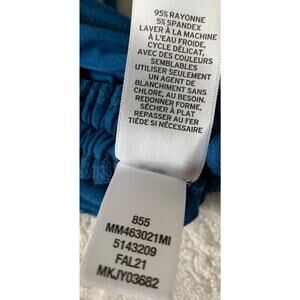 95% RAYONNE
5% SPANDEX
LAVER À LA MACHINE
À L'EAU FROIDE,
CYCLE DÉLICAT,
AVEC DES COULEURS
SEMBLABLES
UTILISER SEULEMENT
UN AGENT DE
BLANCHIMENT SANS
CHLORE, AU BESOIN.
REDONNER FORME,
SÉCHER À PLAT
REPASSER AU FER
TIÈDE SI NÉCESSAIRE
855
MM463021MI
5143209
FAL21
MKJY03682